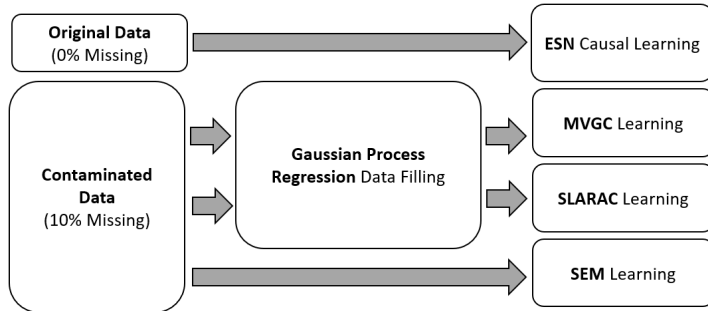 Original Data
(0% Missing)
ESN Causal Learning
Contaminated
Data
(10% Missing)
Gaussian Process
Regression Data Filling
MVGC Learning
SLARAC Learning
SEM Learning